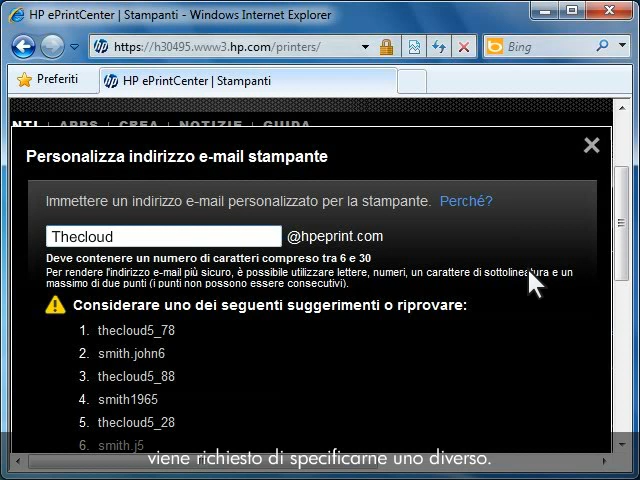 HP ePrintCenter | Stampanti - Windows Internet Explorer
https://h30495.www3.hp.com/printers/
Bing
Preferiti
HP ePrintCenter | Stampanti
NTI | APPS | CREA | NOTIZIE | GUIDA
Personalizza indirizzo e-mail stampante
Immettere un indirizzo e-mail personalizzato per la stampante. Perché?
Thecloud @hpeprint.com
Deve contenere un numero di caratteri compreso tra 6 e 30
Per rendere l'indirizzo e-mail più sicuro, è possibile utilizzare lettere, numeri, un carattere di sottolineatura e un
massimo di due punti (i punti non possono essere consecutivi).
Considerare uno dei seguenti suggerimenti o riprovare:
1. thecloud5_78
2. smith.john6
3. thecloud5_88
4. smith1965
5. thecloud5_28
6. smith.j5
viene richiesto di specificarne uno diverso.